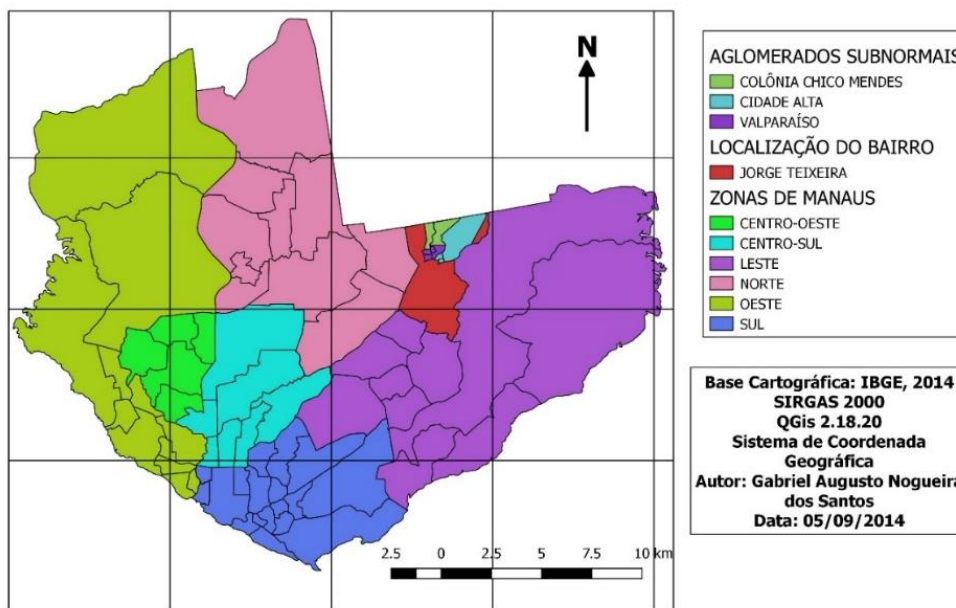 N
2.5 0 2.5 5 7.5 10 km
AGLOMERADOS SUBNORMAIS
COLÔNIA CHICO MENDES
CIDADE ALTA
VALPARAÍSO
LOCALIZAÇÃO DO BAIRRO
JORGE TEIXEIRA
ZONAS DE MANAUS
CENTRO-OESTE
CENTRO-SUL
LESTE
NORTE
OESTE
SUL
Base Cartográfica: IBGE, 2014
SIRGAS 2000
QGis 2.18.20
Sistema de Coordenada
Geográfica
Autor: Gabriel Augusto Nogueira
dos Santos
Data: 05/09/2014